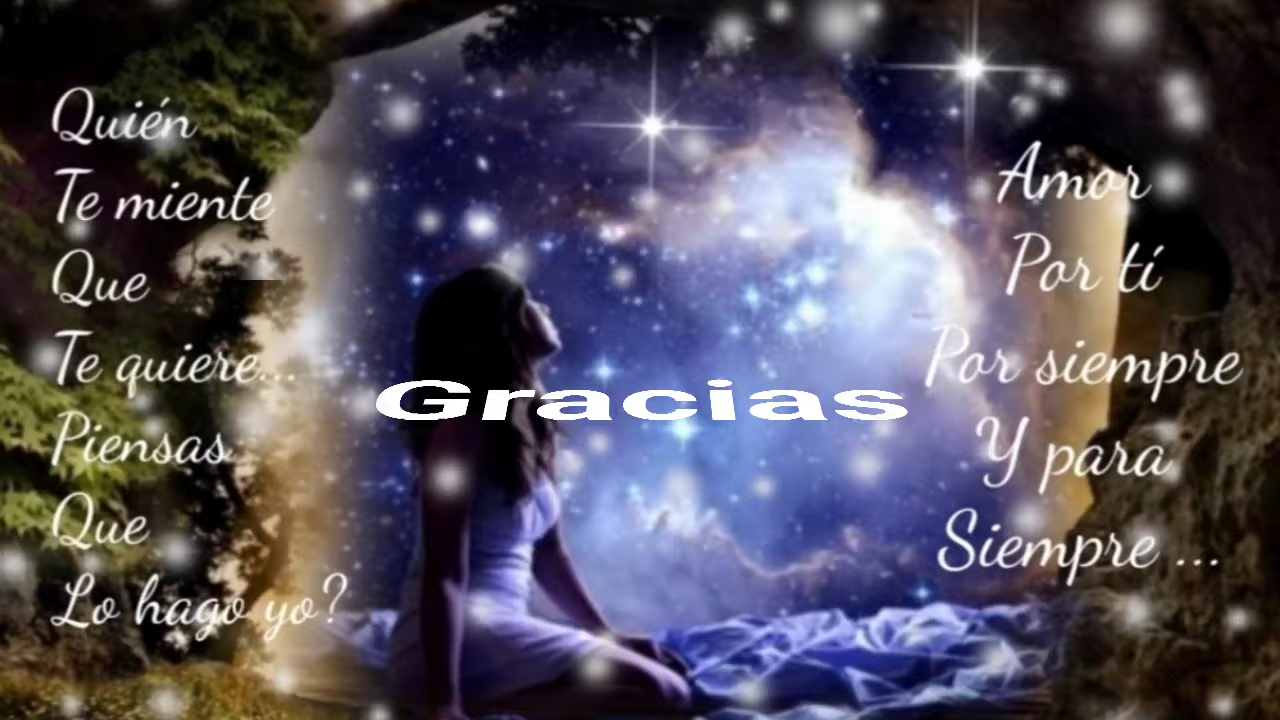 Quién
Te miente
Que
Te quiere...
Piensas
Que
Lo hago yo?
Gracias
Amor
Por tí
Por siempre
Y para
Siempre ...